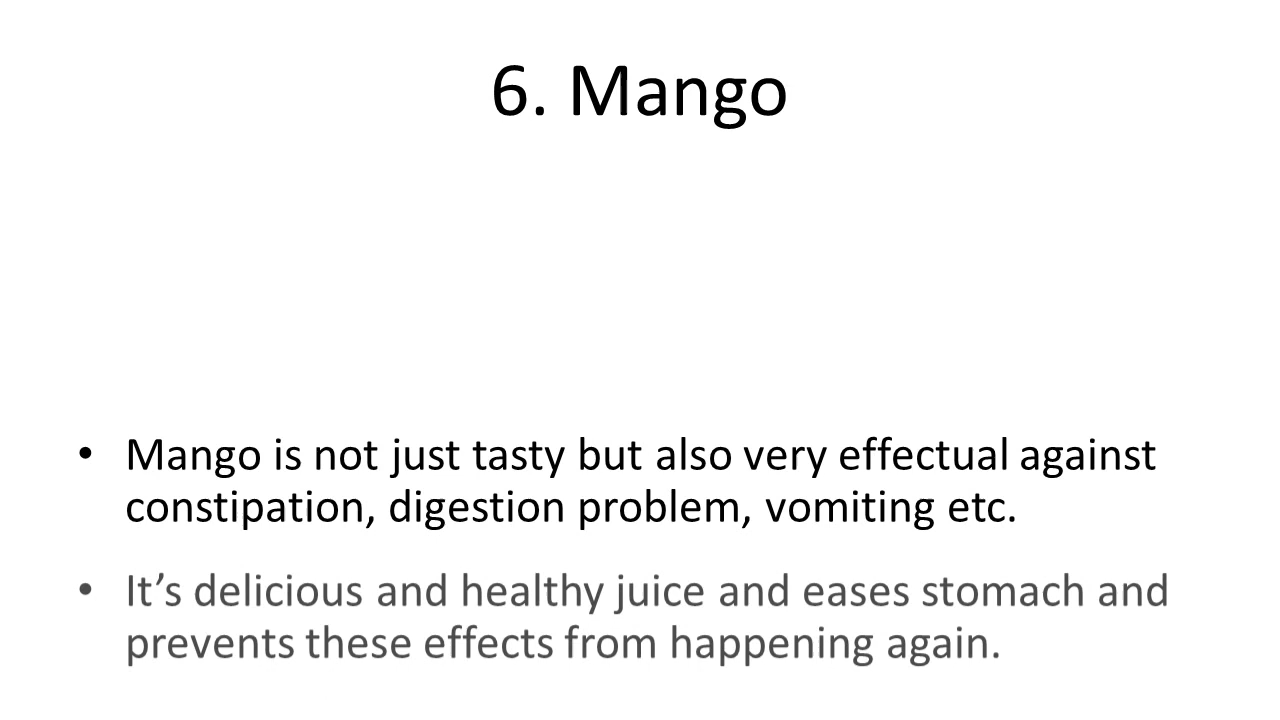 6. Mango
• Mango is not just tasty but also very effectual against
constipation, digestion problem, vomiting etc.
• It’s delicious and healthy juice and eases stomach and
prevents these effects from happening again.